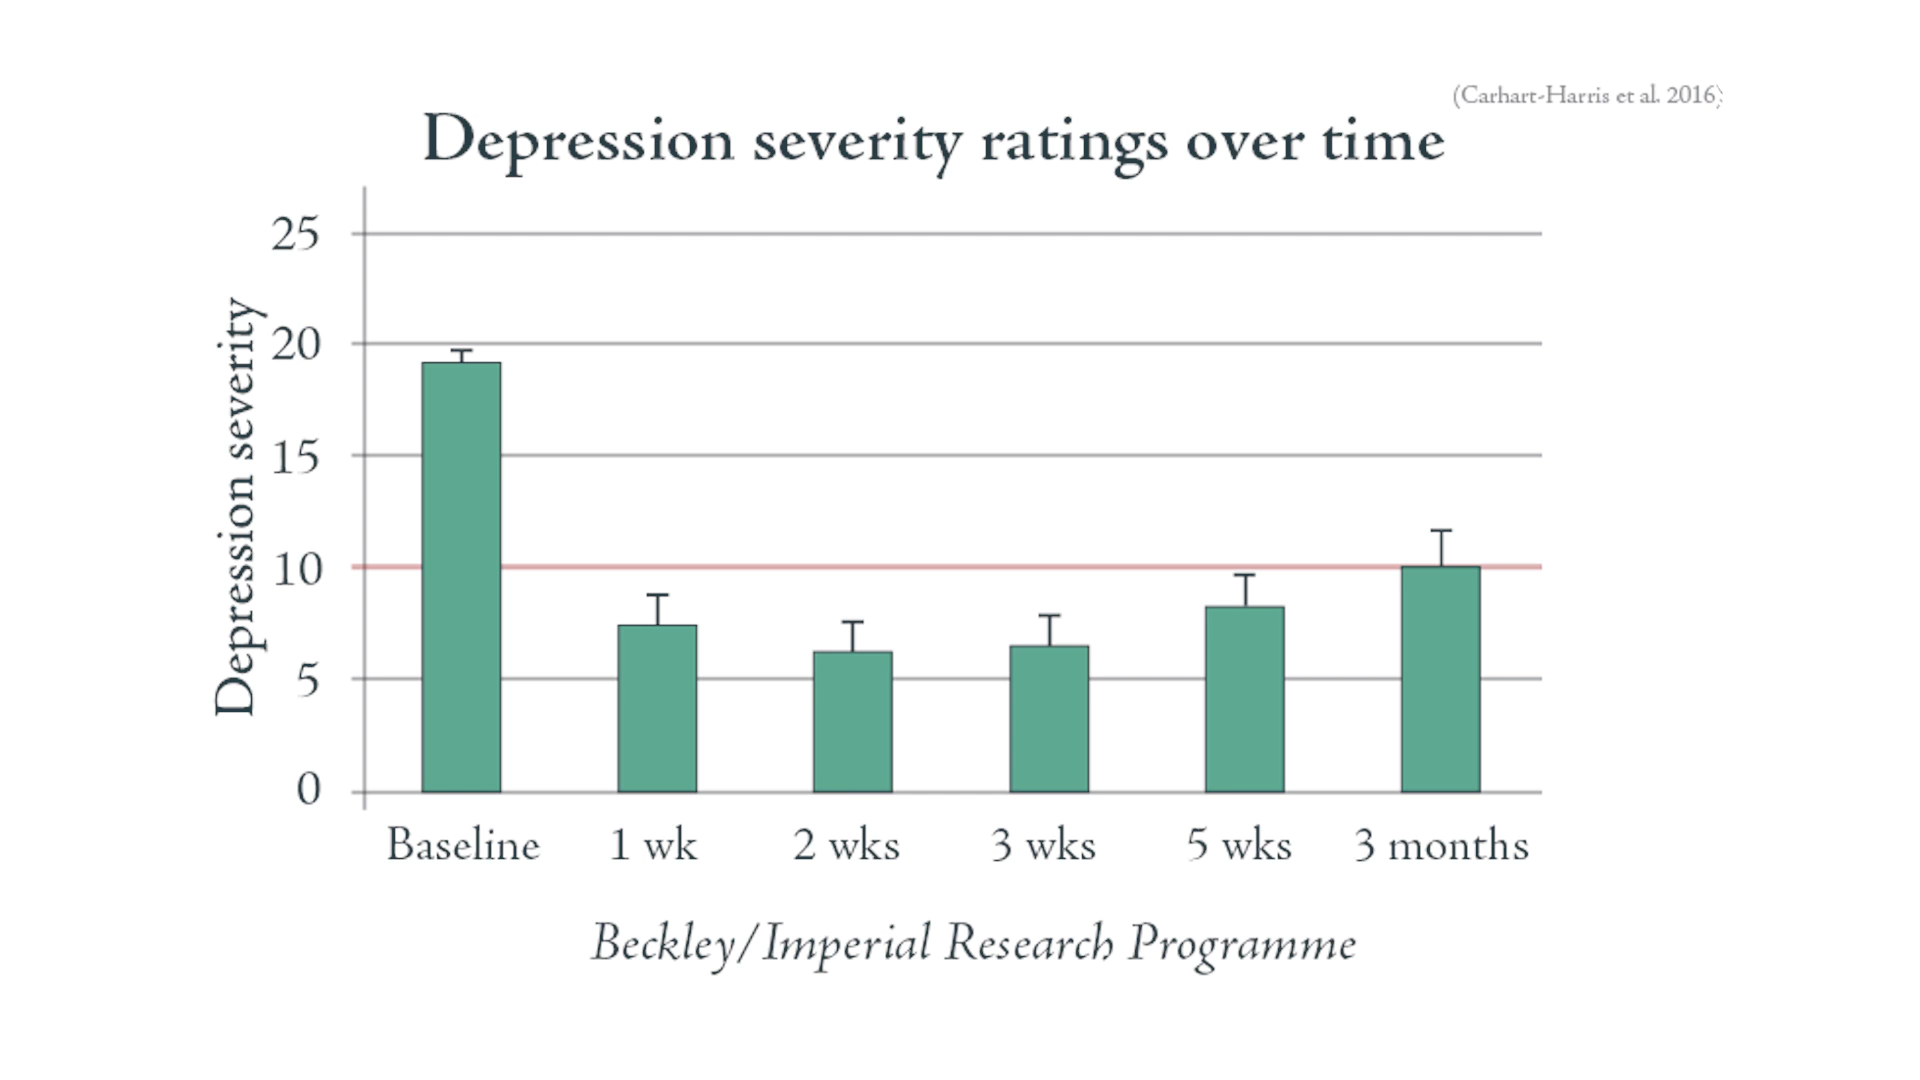 (Carhart-Harris et al. 2016)
Depression severity ratings over time
Depression severity
25
20
15
10
5
0
Baseline
1 wk
2 wks
3 wks
5 wks
3 months
Beckley/Imperial Research Programme